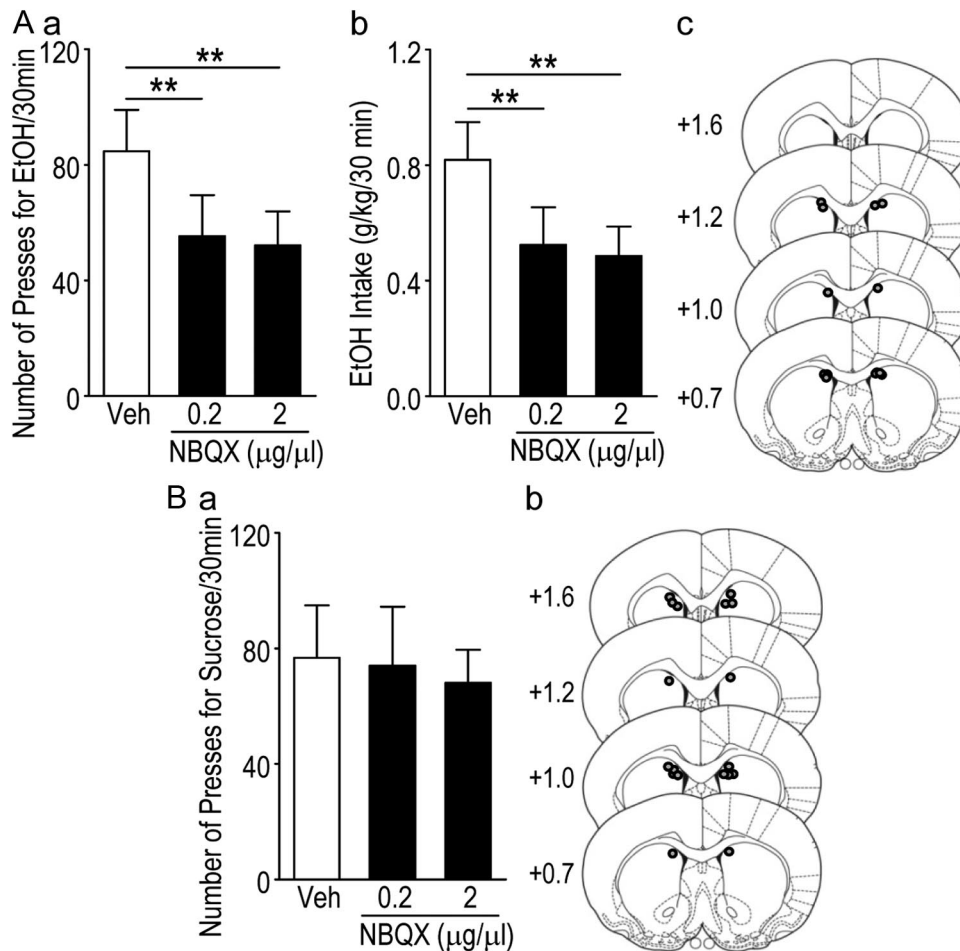 A a
Number of Presses for EtOH/30min
120
80
40
0
**
**
Veh
0.2
2
NBQX (μg/μl)
b
EtOH Intake (g/kg/30 min)
1.2
0.8
0.4
0.0
**
**
Veh
0.2
2
NBQX (μg/μl)
c
+1.6
+1.2
+1.0
+0.7
B a
Number of Presses for Sucrose/30min
120
80
40
0
Veh
0.2
2
NBQX (μg/μl)
b
+1.6
+1.2
+1.0
+0.7